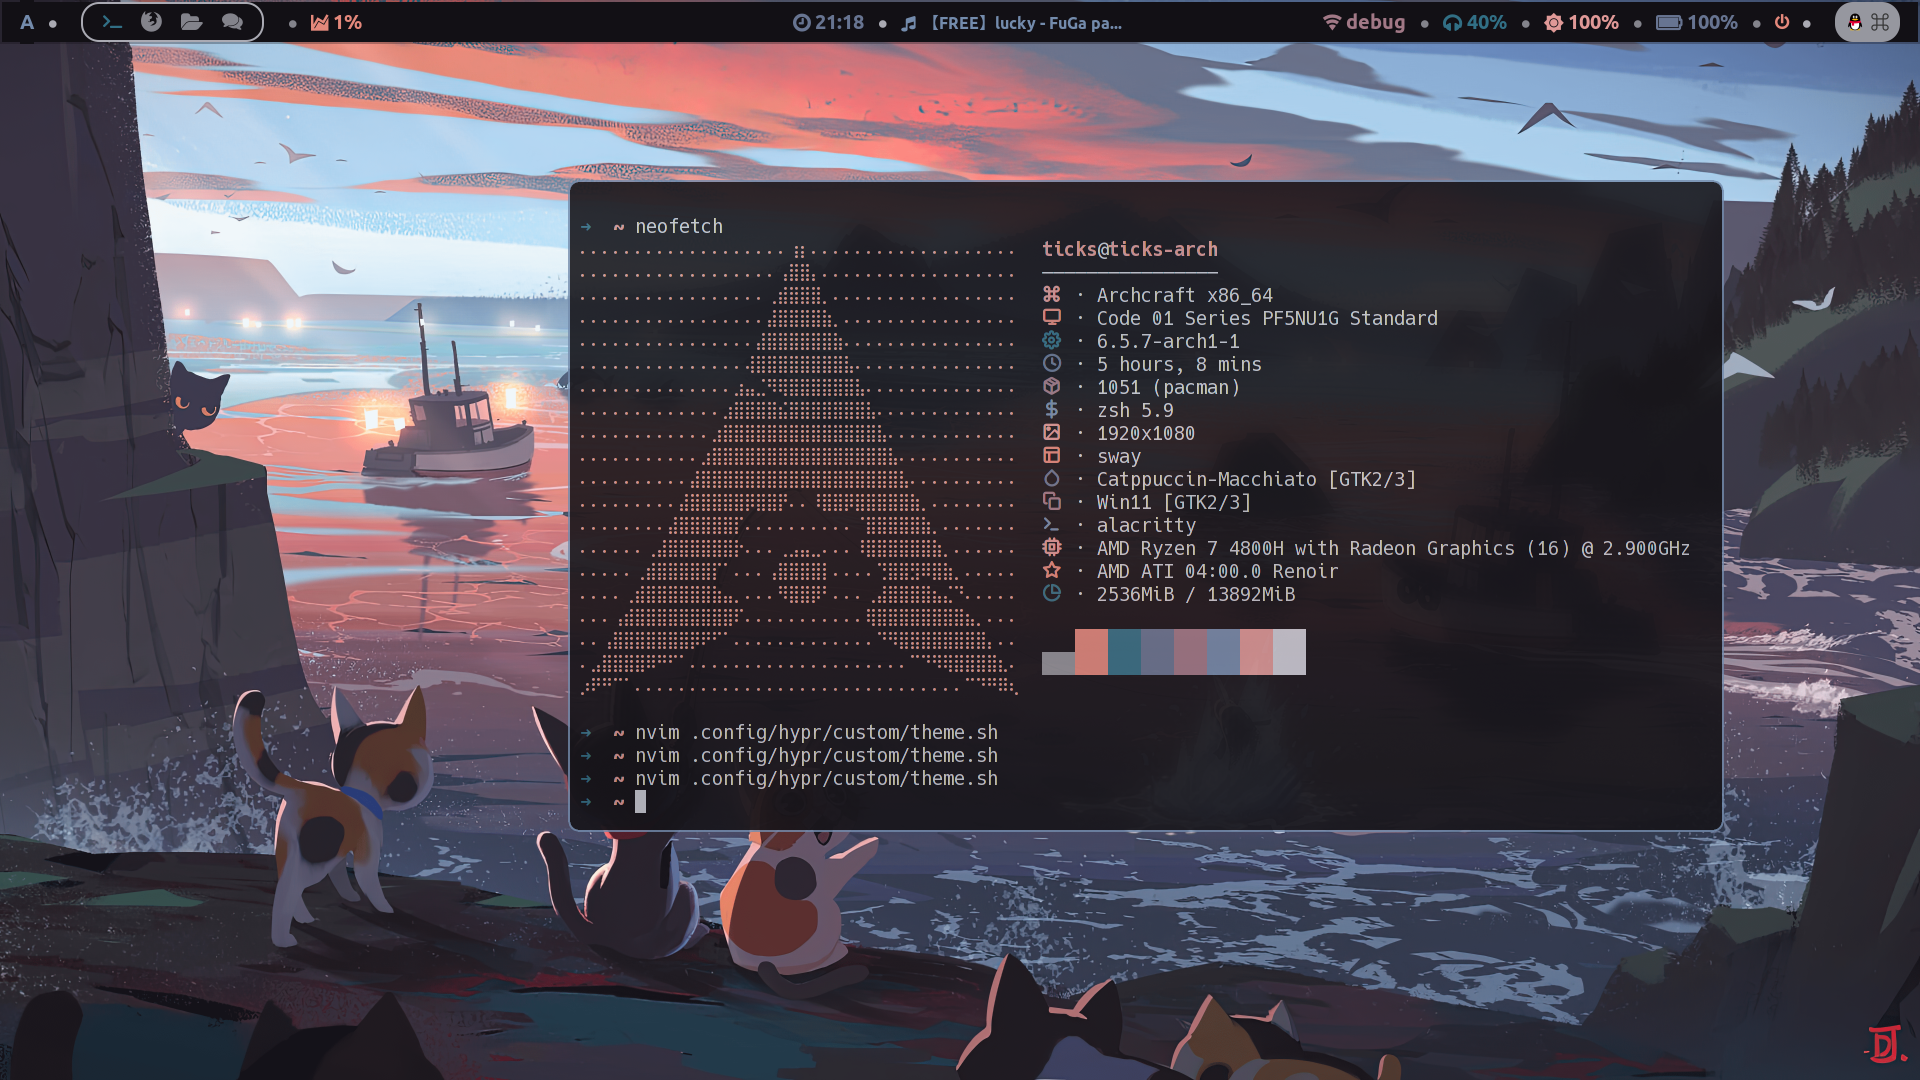 A
1%
21:18
【FREE】lucky - FuGa pa...
debug
40%
100%
100%
~ neofetch
ticks@ticks-arch
Archcraft x86_64
Code 01 Series PF5NU1G Standard
6.5.7-arch1-1
5 hours, 8 mins
1051 (pacman)
zsh 5.9
1920x1080
sway
Catppuccin-Macchiato [GTK2/3]
Win11 [GTK2/3]
alacritty
AMD Ryzen 7 4800H with Radeon Graphics (16) @ 2.900GHz
AMD ATI 04:00.0 Renoir
2536MiB / 13892MiB
~ nvim .config/hypr/custom/theme.sh
~ nvim .config/hypr/custom/theme.sh
~ nvim .config/hypr/custom/theme.sh
~